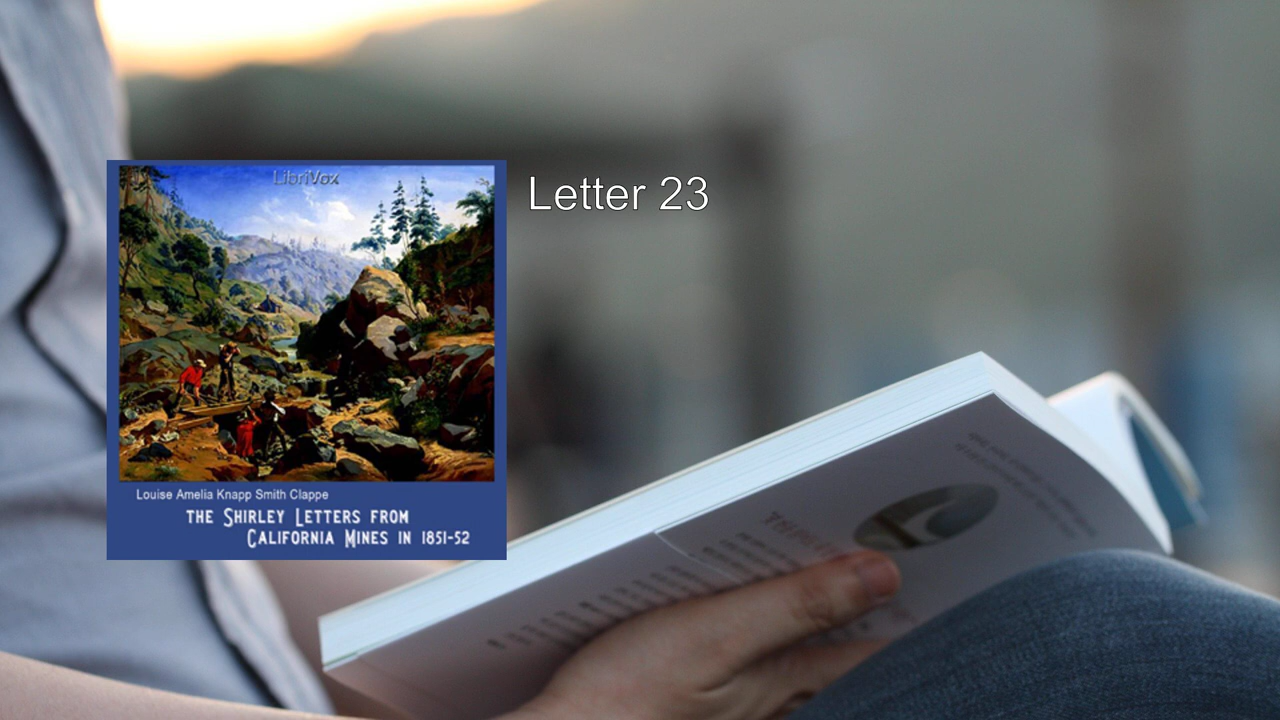 LibriVox
Letter 23
Louise Amelia Knapp Smith Clappe
THE SHIRLEY LETTERS FROM
CALIFORNIA MINES IN 1851-52